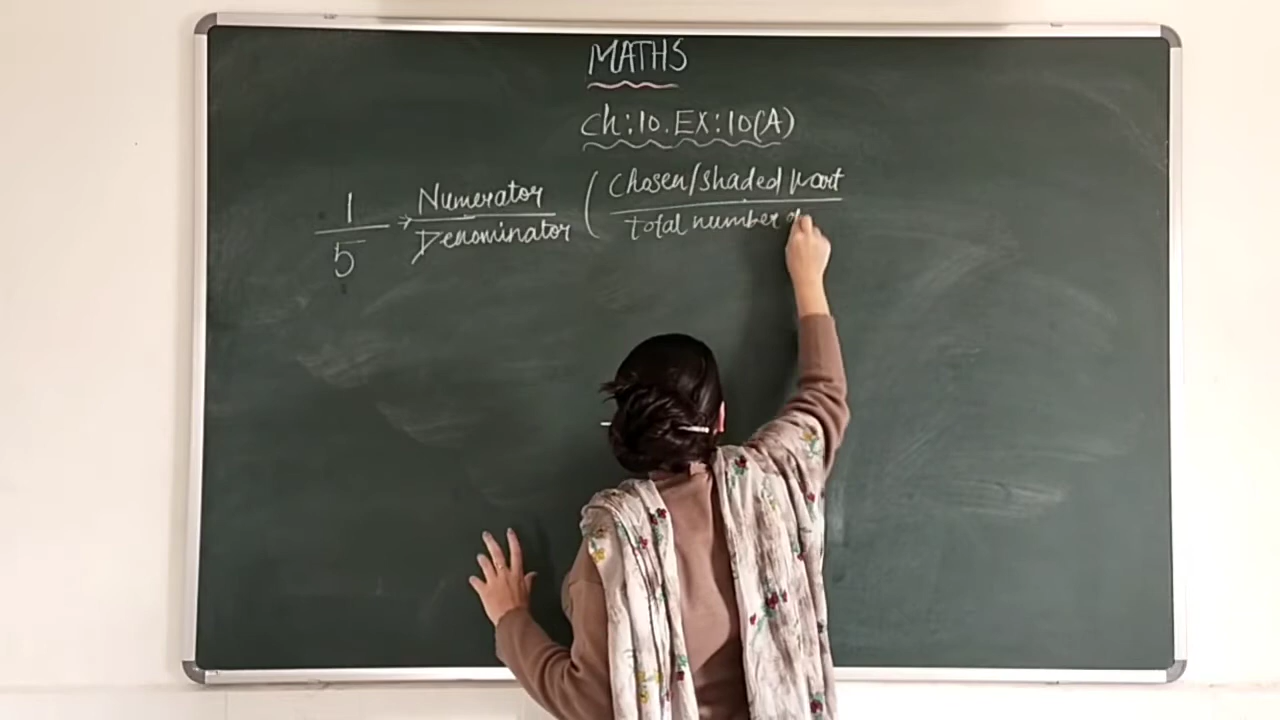 MATHS
Ch:10. EX:10(A)
1/5 → Numerator/Denominator (Chosen/shaded part
Total number